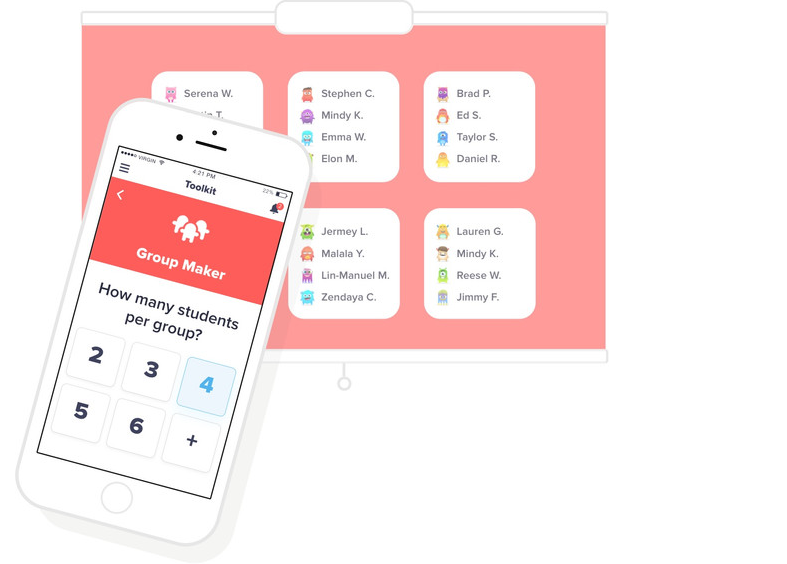 Serena W.
T.
Stephen C.
Mindy K.
Emma W.
Elon M.
Brad P.
Ed S.
Taylor S.
Daniel R.
Jermey L.
Malala Y.
Lin-Manuel M.
Zendaya C.
Lauren G.
Mindy K.
Reese W.
Jimmy F.
VIRGIN
4:21 PM
22%
Toolkit
Group Maker
How many students
per group?
2 3 4
5 6 +